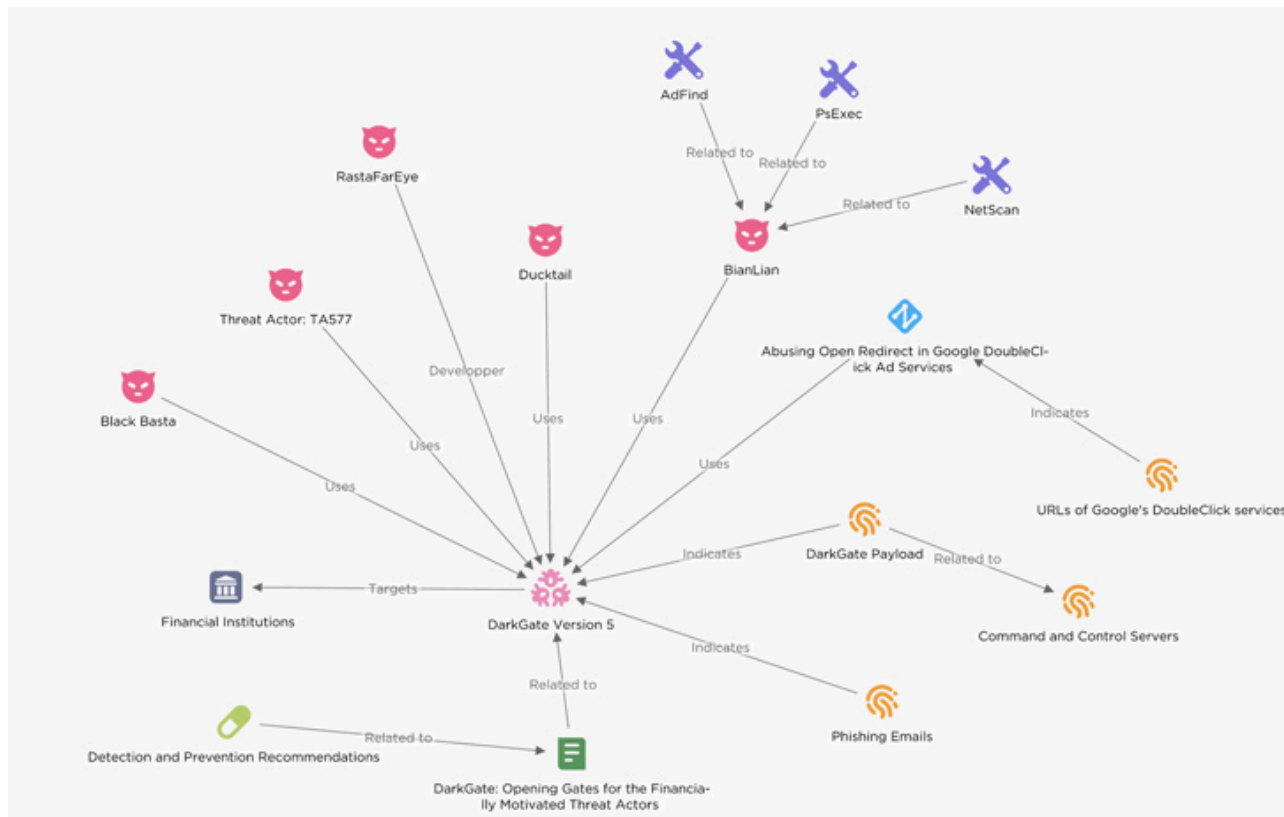 AdFind
PsExec
RastaFarEye
Related to
Related to
NetScan
Related to
Ducktail
BianLian
Threat Actor: TA577
Abusing Open Redirect in Google DoubleCl-
ick Ad Services
Developper
Black Basta
Uses
Uses
Indicates
Uses
Uses
Uses
URLs of Google's DoubleClick services
Indicates
DarkGate Payload
Related to
Targets
Financial Institutions
DarkGate Version 5
Command and Control Servers
Indicates
Related to
Phishing Emails
Related to
Detection and Prevention Recommendations
DarkGate: Opening Gates for the Financia-
lly Motivated Threat Actors